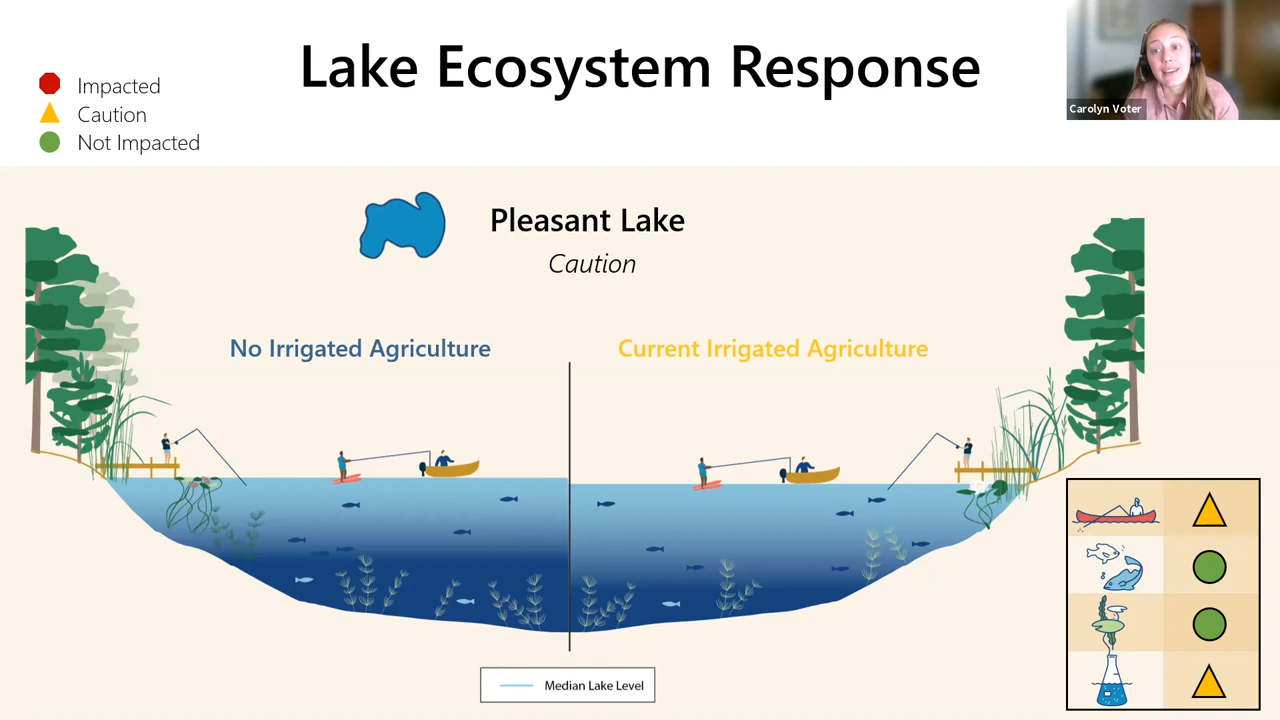 Lake Ecosystem Response
Impacted
Caution
Not Impacted
Carolyn Voter
Pleasant Lake
Caution
No Irrigated Agriculture
Current Irrigated Agriculture
Median Lake Level